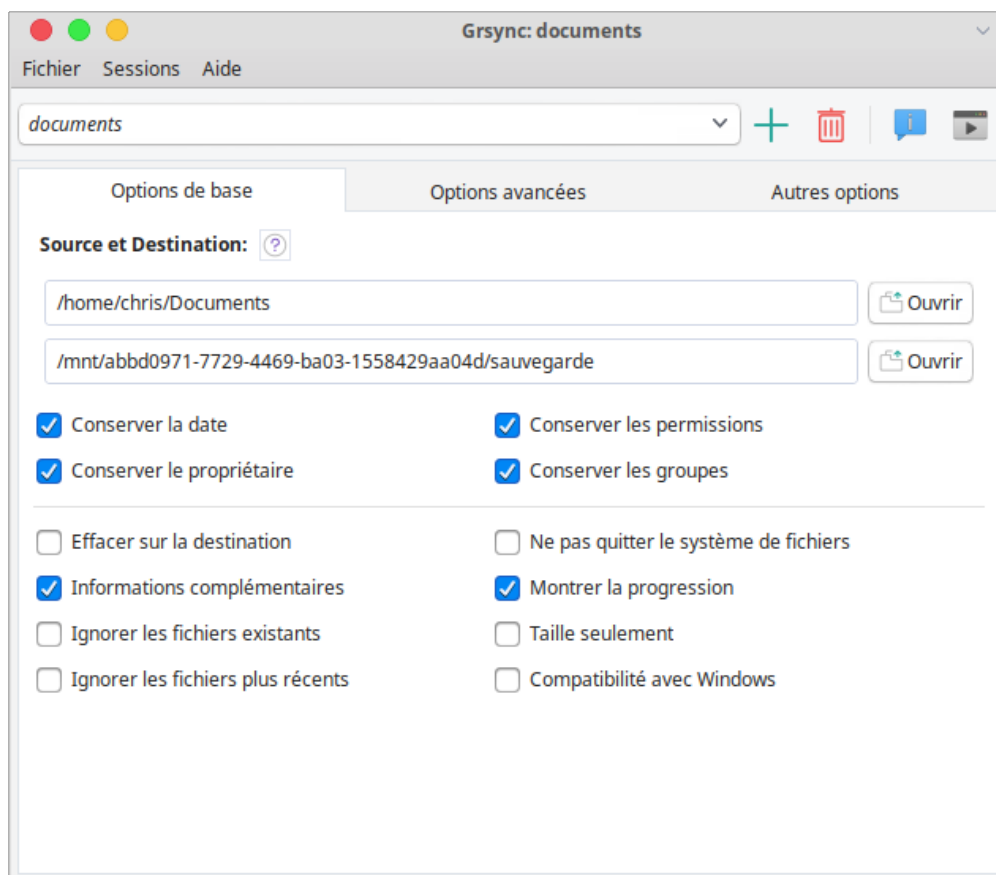 Grsync: documents
Fichier Sessions Aide
documents
Options de base Options avancées Autres options
Source et Destination: ?
/home/chris/Documents Ouvrir
/mnt/abbd0971-7729-4469-ba03-1558429aa04d/sauvegarde Ouvrir
Conserver la date Conserver les permissions
Conserver le propriétaire Conserver les groupes
Effacer sur la destination Ne pas quitter le système de fichiers
Informations complémentaires Montrer la progression
Ignorer les fichiers existants Taille seulement
Ignorer les fichiers plus récents Compatibilité avec Windows